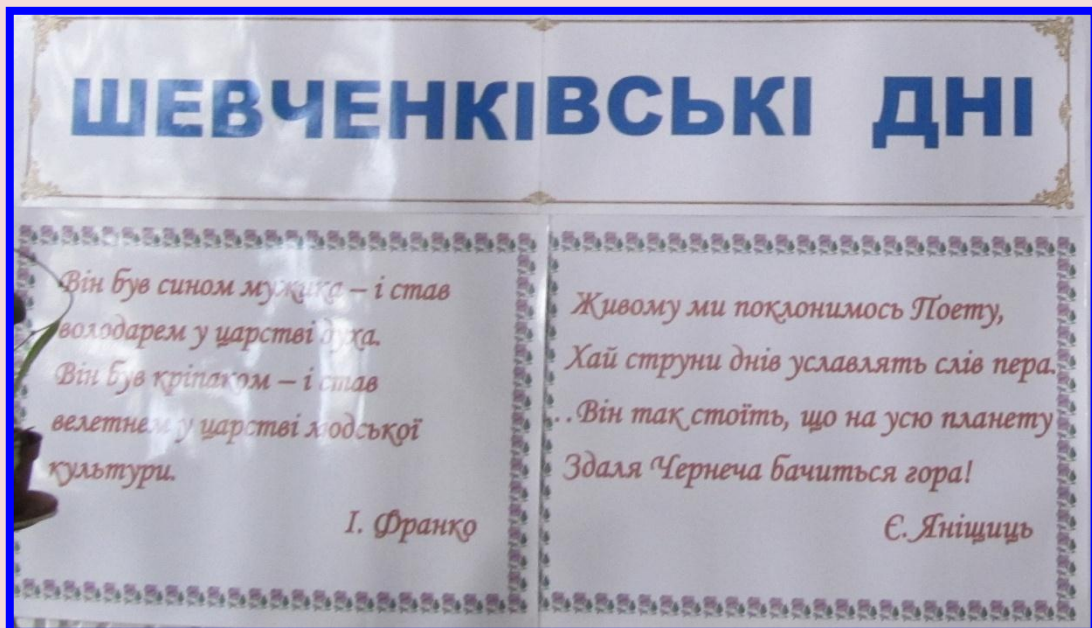 ШЕВЧЕНКІВСЬКІ ДНІ
Він був сином мужика – і став
володарем у царстві духа.
Він був кріпаком – і став
велетнем у царстві людської
культури.
І. Франко
Живому ми поклонимось Поету,
Хай струни днів уславлять слів пера.
..Він так стоїть, що на усю планету
Здаля Чернеча бачиться гора!
Є. Яніщиць